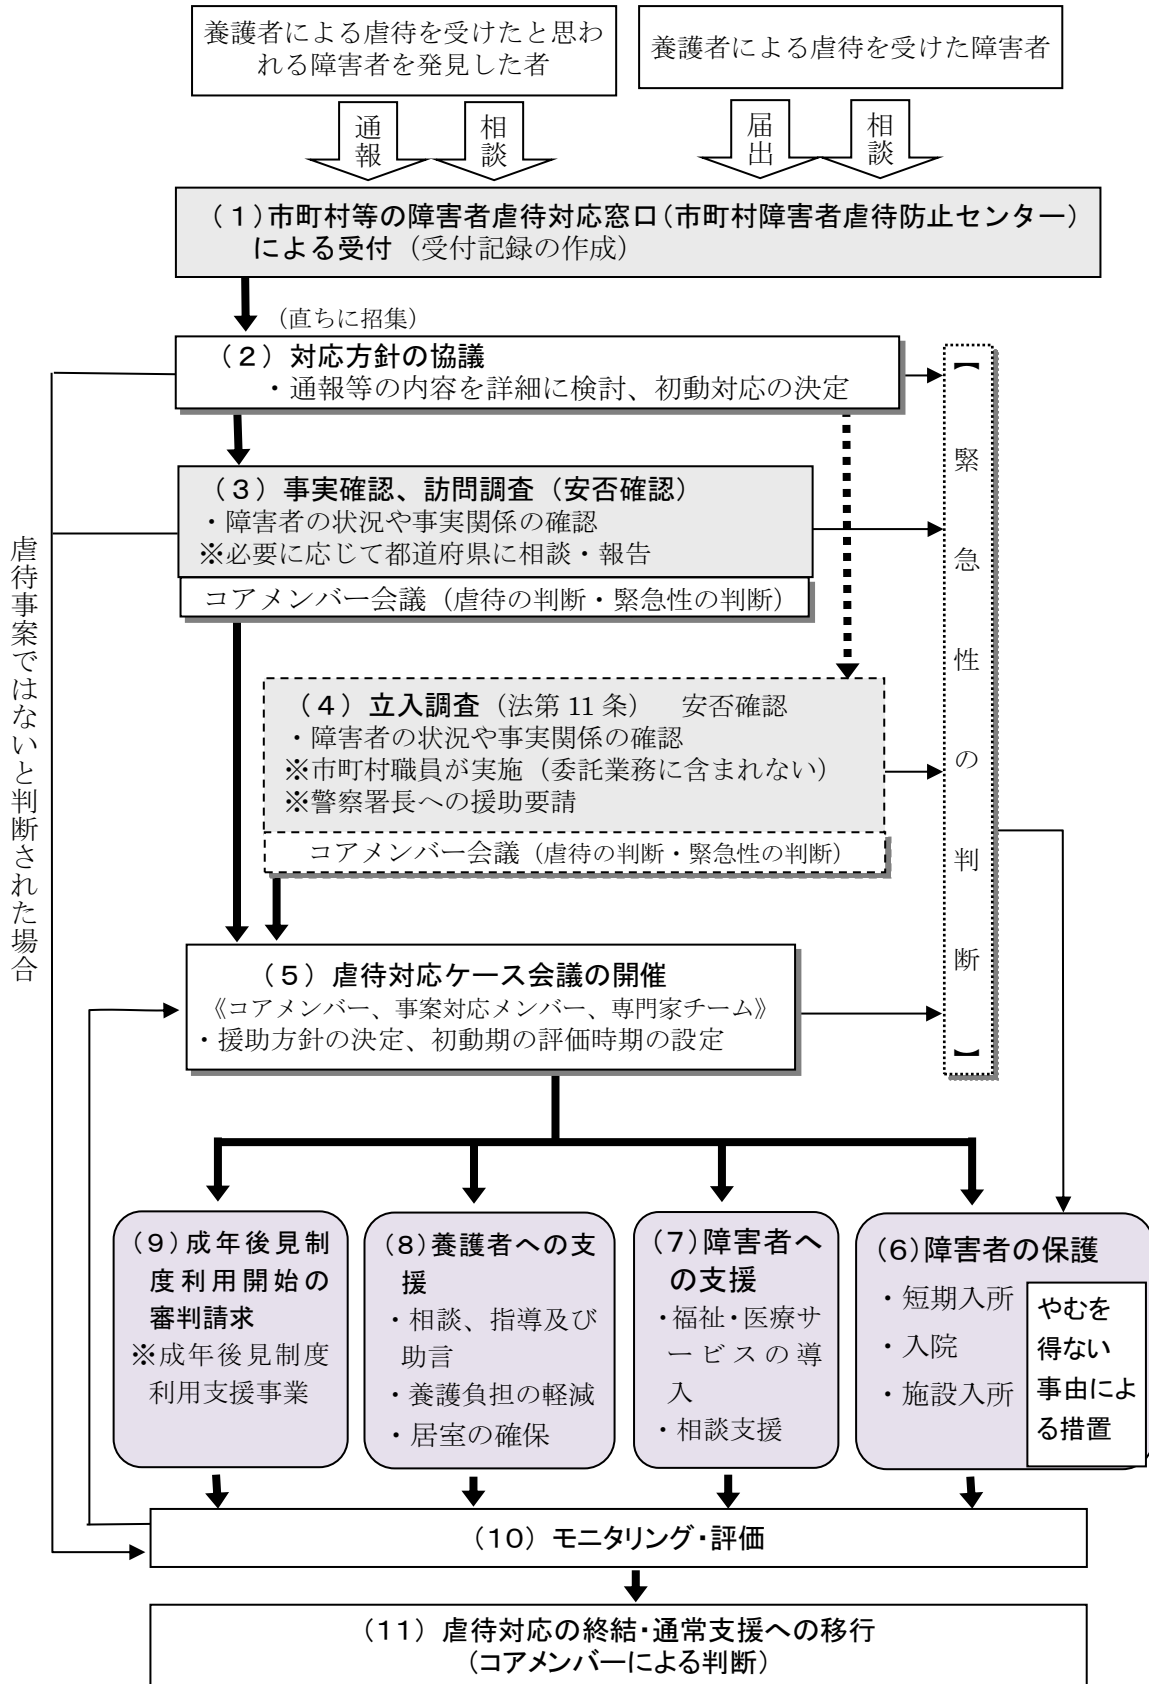 養護者による虐待を受けたと思わ
れる障害者を発見した者
養護者による虐待を受けた障害者
通報
相談
届出
相談
（１）市町村等の障害者虐待対応窓口（市町村障害者虐待防止センター）
による受付（受付記録の作成）
（直ちに招集）
（２）対応方針の協議
・通報等の内容を詳細に検討、初動対応の決定
（３）事実確認、訪問調査（安否確認）
・障害者の状況や事実関係の確認
※必要に応じて都道府県に相談・報告
コアメンバー会議（虐待の判断・緊急性の判断）
（４）立入調査（法第 11 条）　安否確認
・障害者の状況や事実関係の確認
※市町村職員が実施（委託業務に含まれない）
※警察署長への援助要請
コアメンバー会議（虐待の判断・緊急性の判断）
【緊急性の判断】
虐待事案ではないと判断された場合
（５）虐待対応ケース会議の開催
《コアメンバー、事案対応メンバー、専門家チーム》
・援助方針の決定、初動期の評価時期の設定
（９）成年後見制
度利用開始の
審判請求
※成年後見制度
利用支援事業
（８）養護者への支
援
・相談、指導及び
助言
・養護負担の軽減
・居室の確保
（７）障害者へ
の支援
・福祉・医療サ
ービスの導
入
・相談支援
（６）障害者の保護
・短期入所
・入院
・施設入所
やむを
得ない
事由によ
る措置
（10）モニタリング・評価
（11）虐待対応の終結・通常支援への移行
（コアメンバーによる判断）